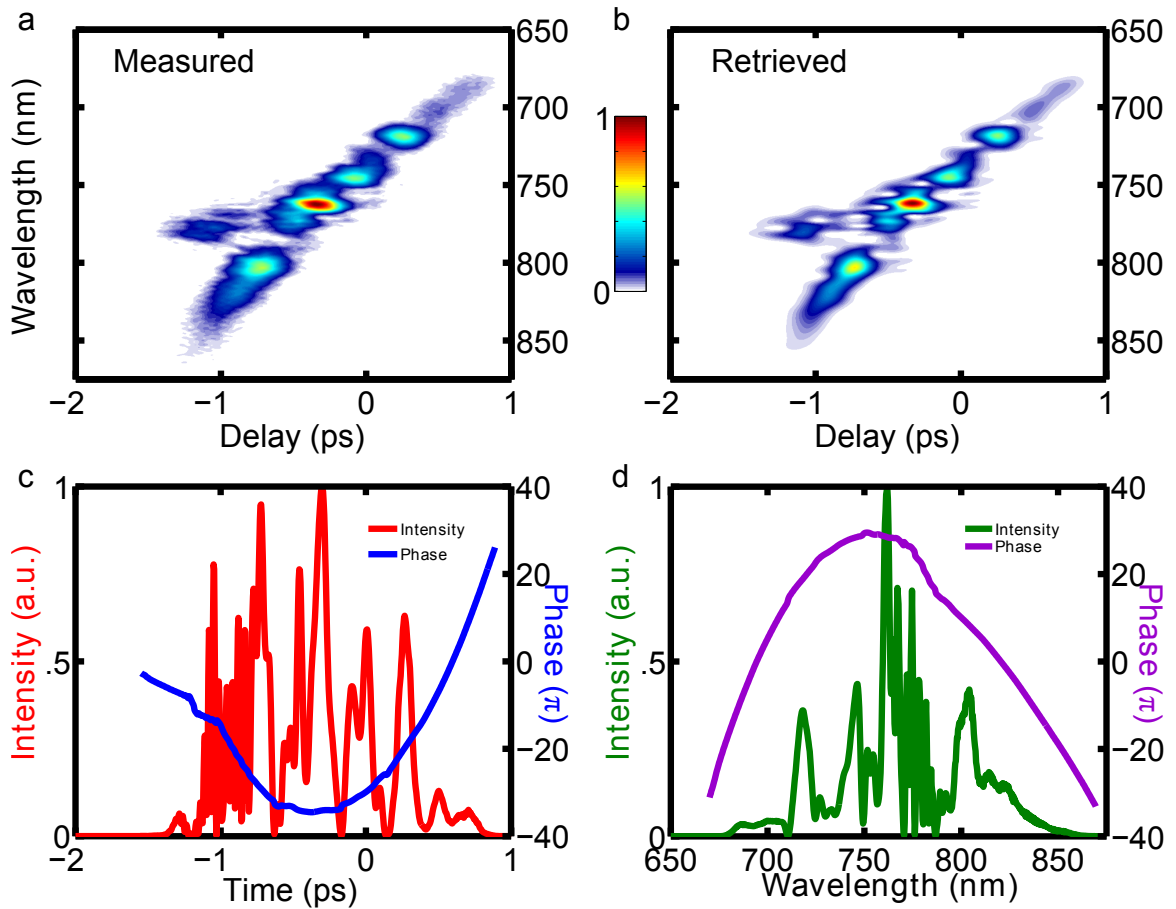 a
Measured
Wavelength (nm)
650
700
750
800
850
−2
−1
0
1
Delay (ps)
1
0
b
Retrieved
650
700
750
800
850
−2
−1
0
1
Delay (ps)
c
Intensity (a.u.)
1
.5
0
Intensity
Phase
40
20
0
−20
−40
Phase (π)
−2
−1
0
1
Time (ps)
d
Intensity (a.u.)
1
.5
0
Intensity
Phase
40
20
0
−20
−40
Phase (π)
650
700
750
800
850
Wavelength (nm)